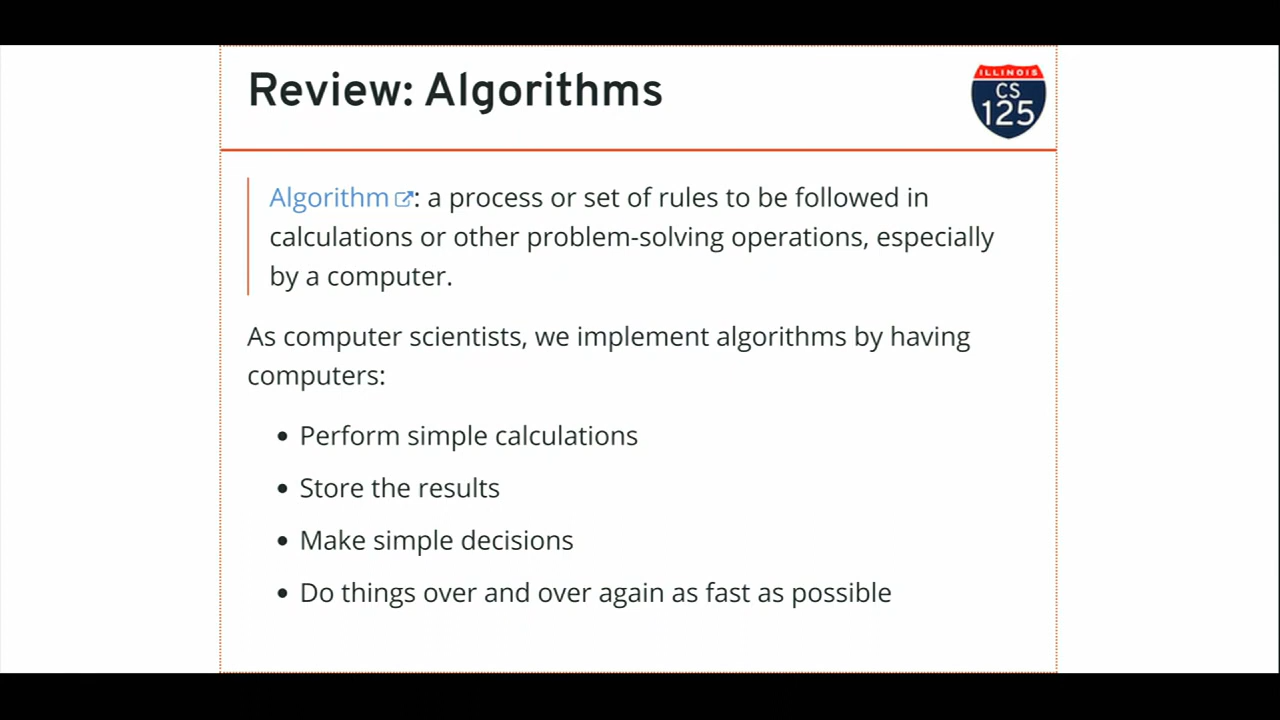 Review: Algorithms
ILLINOIS
CS
125
Algorithm: a process or set of rules to be followed in
calculations or other problem-solving operations, especially
by a computer.
As computer scientists, we implement algorithms by having
computers:
• Perform simple calculations
• Store the results
• Make simple decisions
• Do things over and over again as fast as possible